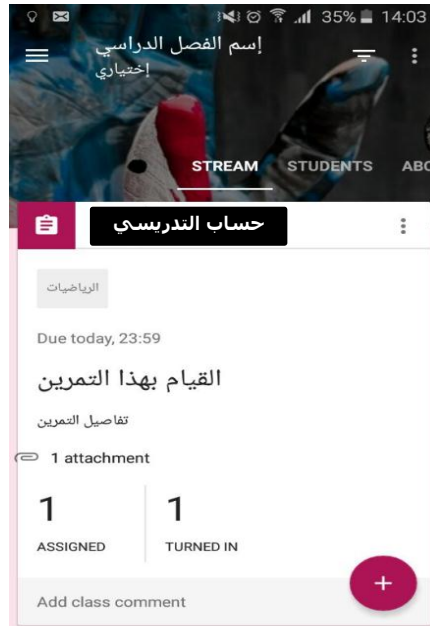 35% 14:03
إسم الفصل الدراسي
إختياري
STREAM STUDENTS ABO
حساب التدريسي
الرياضيات
Due today, 23:59
القيام بهذا التمرين
تفاصيل التمرين
1 attachment
1 1
ASSIGNED TURNED IN
Add class comment